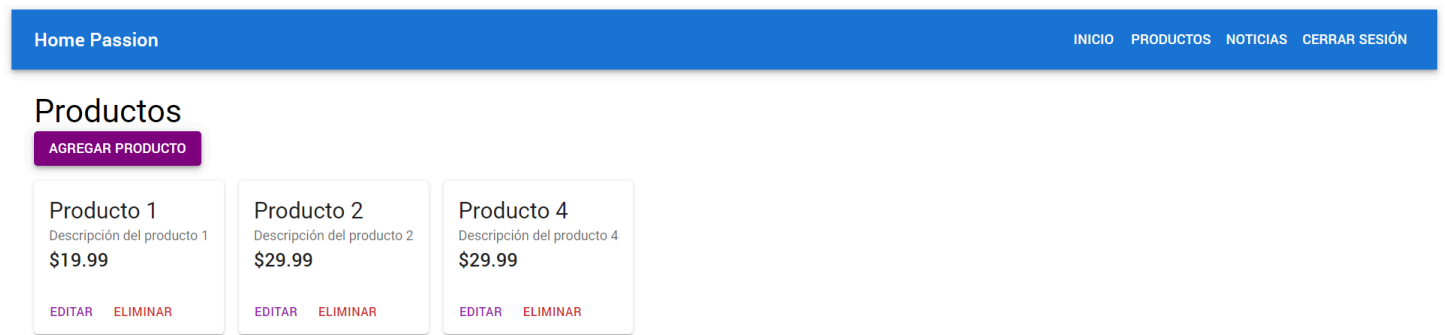 Home Passion
INICIO PRODUCTOS NOTICIAS CERRAR SESIÓN
Productos
AGREGAR PRODUCTO
Producto 1
Descripción del producto 1
$19.99
EDITAR ELIMINAR
Producto 2
Descripción del producto 2
$29.99
EDITAR ELIMINAR
Producto 4
Descripción del producto 4
$29.99
EDITAR ELIMINAR